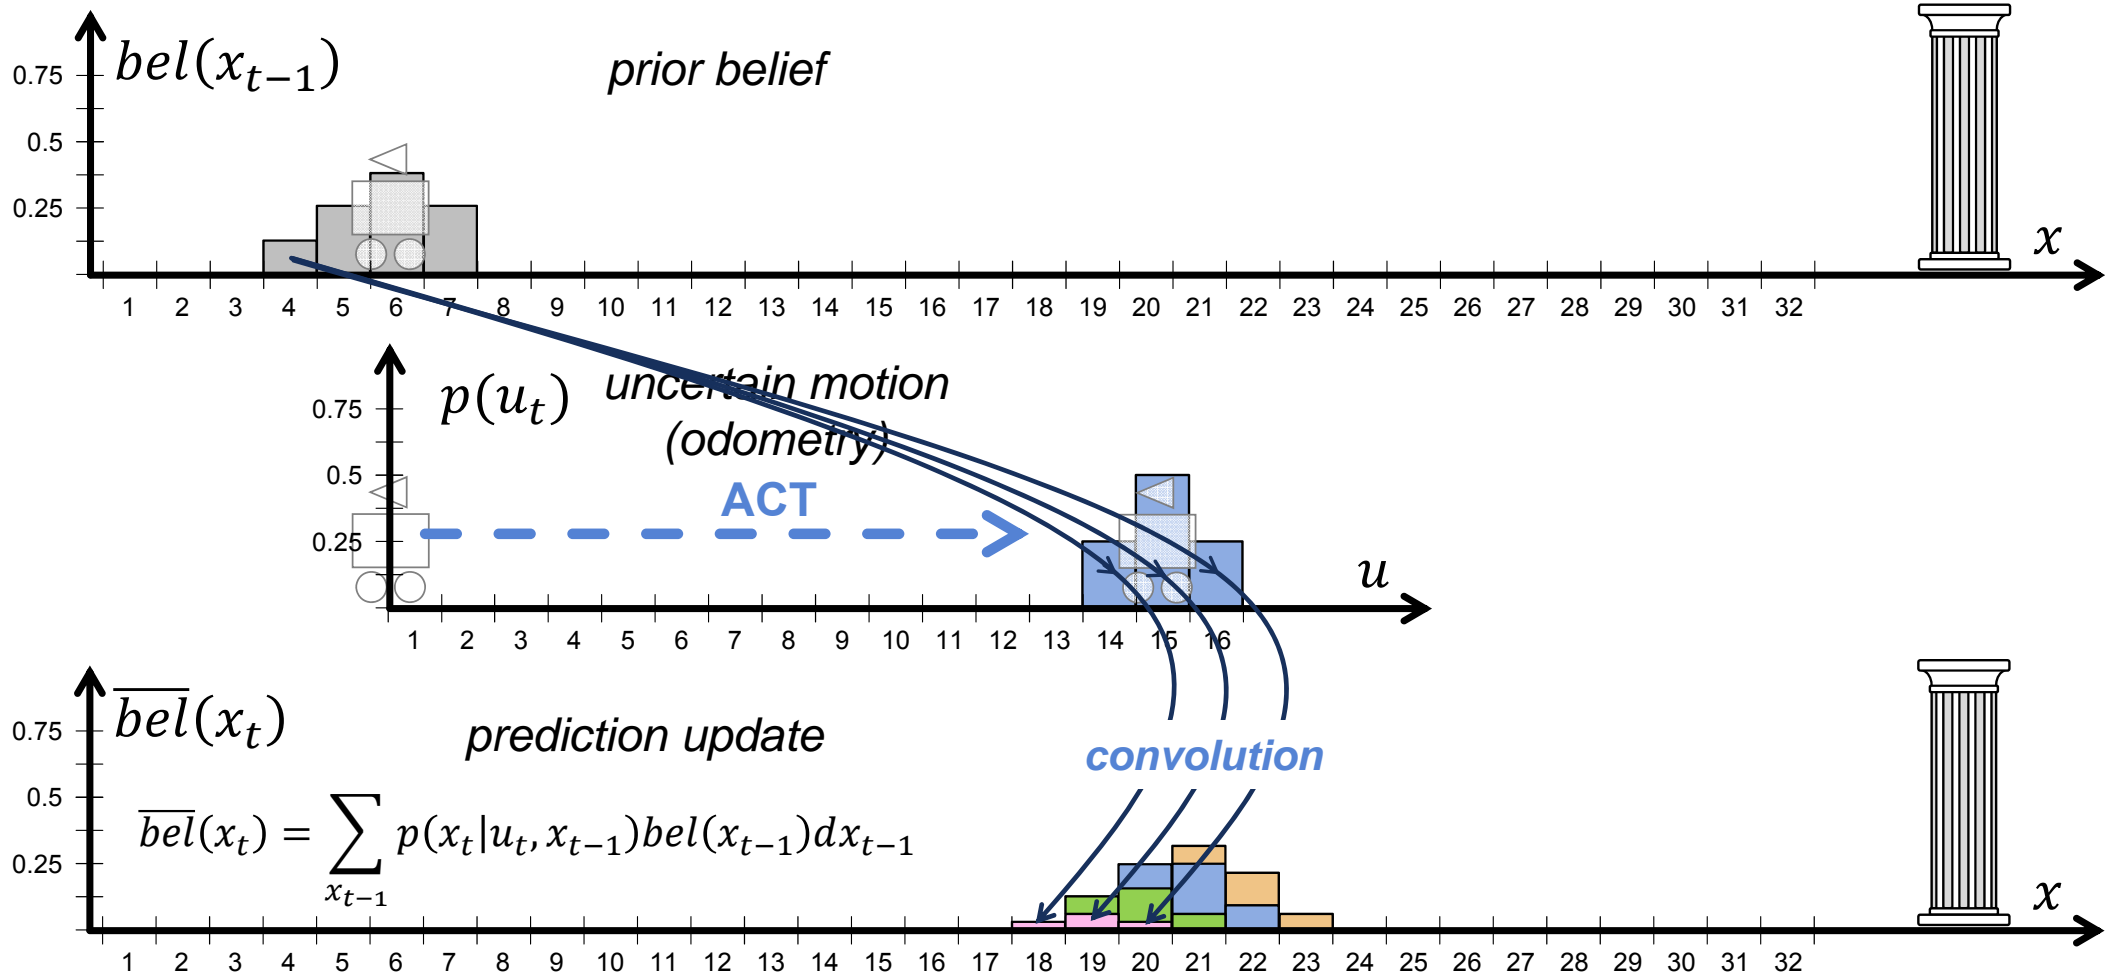 bel(x_{t−1})
prior belief
0.75
0.5
0.25
x
1 2 3 4 5 6 7 8 9 10 11 12 13 14 15 16 17 18 19 20 21 22 23 24 25 26 27 28 29 30 31 32
p(u_t)
uncertain motion
(odometry)
ACT
0.75
0.5
0.25
u
1 2 3 4 5 6 7 8 9 10 11 12 13 14 15 16
\overline{bel}(x_t)
prediction update
convolution
0.75
0.5
0.25
\overline{bel}(x_t) = \sum_{x_{t−1}} p(x_t|u_t, x_{t−1})bel(x_{t−1})dx_{t−1}
x
1 2 3 4 5 6 7 8 9 10 11 12 13 14 15 16 17 18 19 20 21 22 23 24 25 26 27 28 29 30 31 32